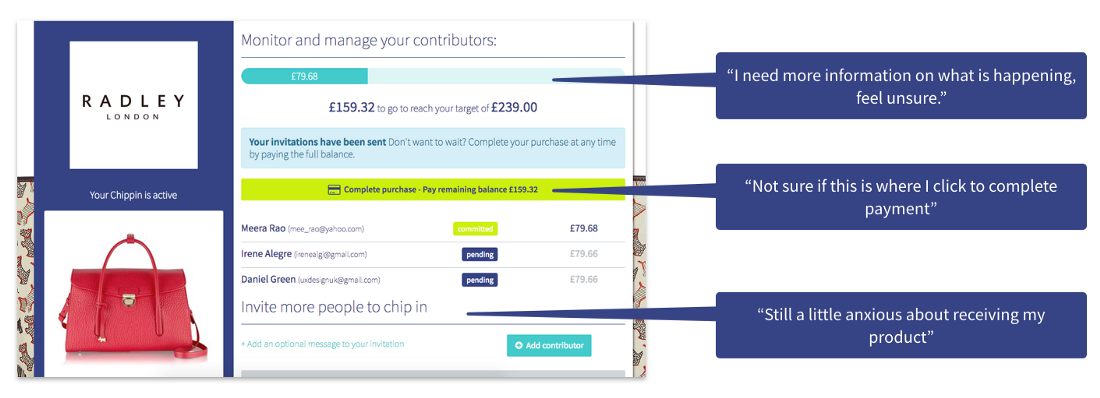 Monitor and manage your contributors:
£79.68
£159.32 to go to reach your target of £239.00
Your invitations have been sent Don't want to wait? Complete your purchase at any time
by paying the full balance.
Complete purchase - Pay remaining balance £159.32
Meera Rao (mee_rao@yahoo.com) committed £79.68
Irene Alegre (irenealgi@gmail.com) pending £79.66
Daniel Green (uxdesignuk@gmail.com) pending £79.66
Invite more people to chip in
+ Add an optional message to your invitation
Add contributor
RADLEY
LONDON
Your Chippin is active
“I need more information on what is happening,
feel unsure.”
“Not sure if this is where I click to complete
payment”
“Still a little anxious about receiving my
product”